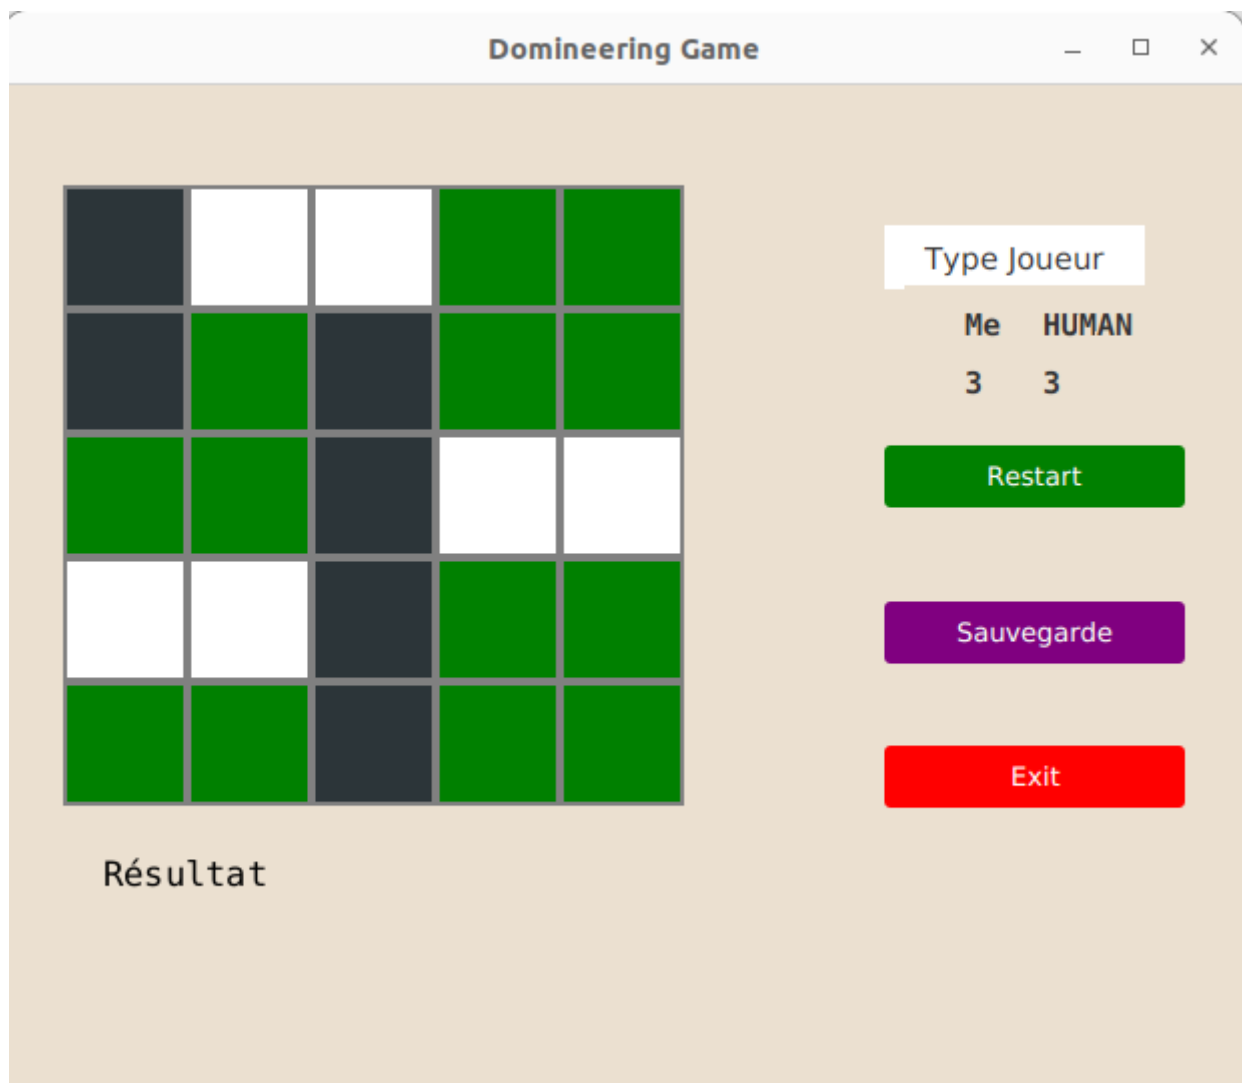 Domineering Game
Type Joueur
Me HUMAN
3 3
Restart
Sauvegarde
Exit
Résultat